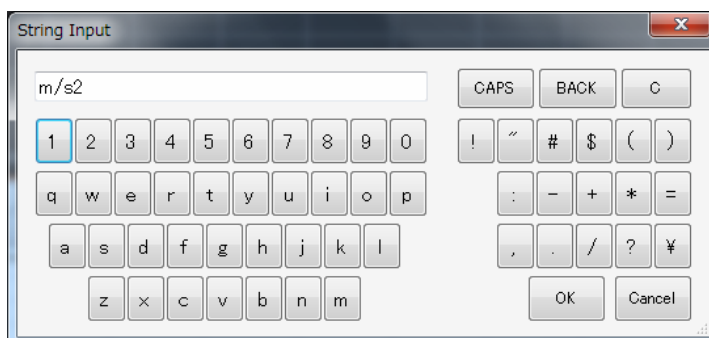 String Input
m/s2
CAPS BACK C
1 2 3 4 5 6 7 8 9 0 ! ˝ # $ ( )
q w e r t y u i o p : - + * =
a s d f g h j k l , . / ? ¥
z x c v b n m OK Cancel